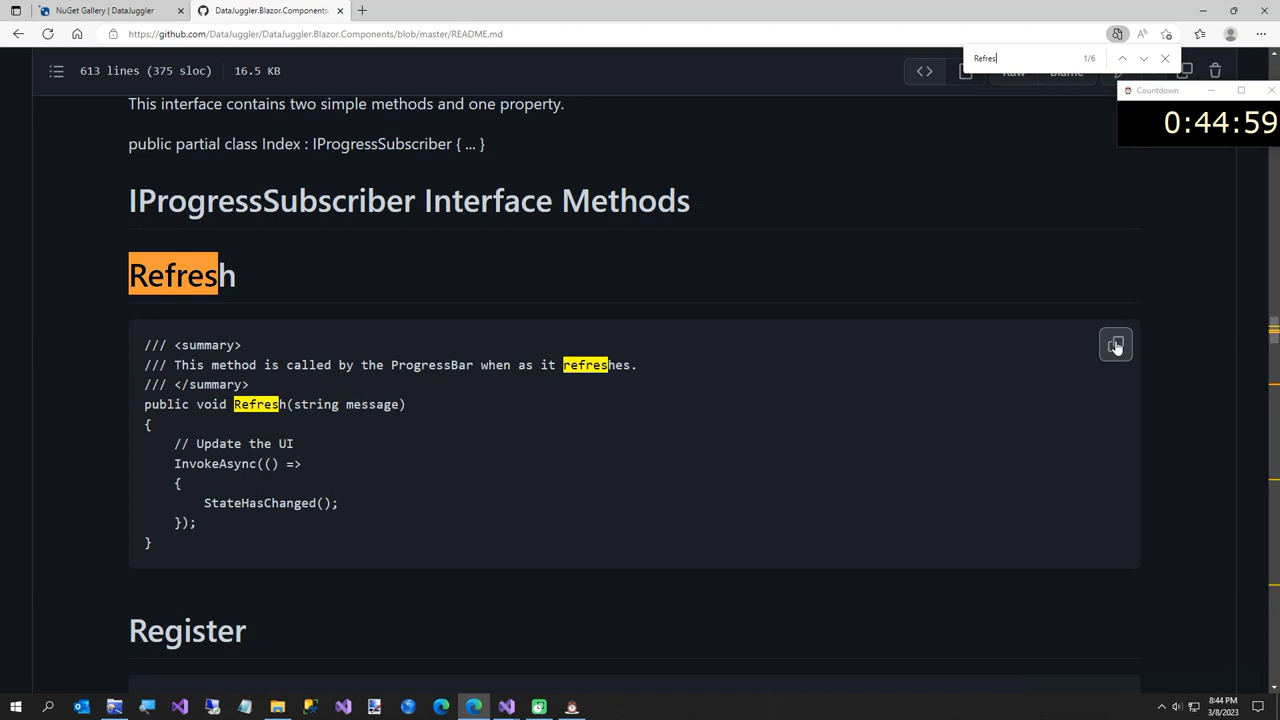 NuGet Gallery | DataJuggler
DataJuggler.Blazor.Components/
https://github.com/DataJuggler/DataJuggler.Blazor.Components/blob/master/README.md
Refres
1/6
613 lines (375 sloc)
16.5 KB
Raw
Blame
Countdown
0:44:59
This interface contains two simple methods and one property.
public partial class Index : IProgressSubscriber { ... }
IProgressSubscriber Interface Methods
Refresh
/// <summary>
/// This method is called by the ProgressBar when as it refreshes.
/// </summary>
public void Refresh(string message)
{
// Update the UI
InvokeAsync(() =>
{
StateHasChanged();
});
}
Register
8:44 PM
3/8/2023